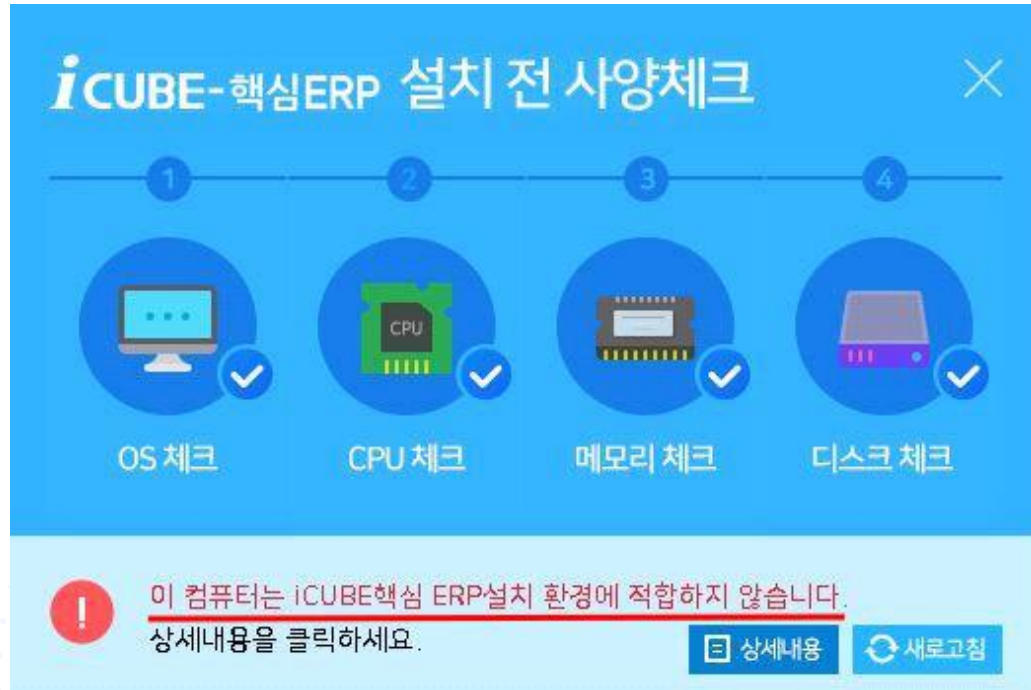 iCUBE-핵심ERP 설치 전 사양체크
1 2 3 4
CPU
OS 체크 CPU 체크 메모리 체크 디스크 체크
이 컴퓨터는 iCUBE핵심 ERP설치 환경에 적합하지 않습니다.
상세내용을 클릭하세요.
상세내용 새로고침